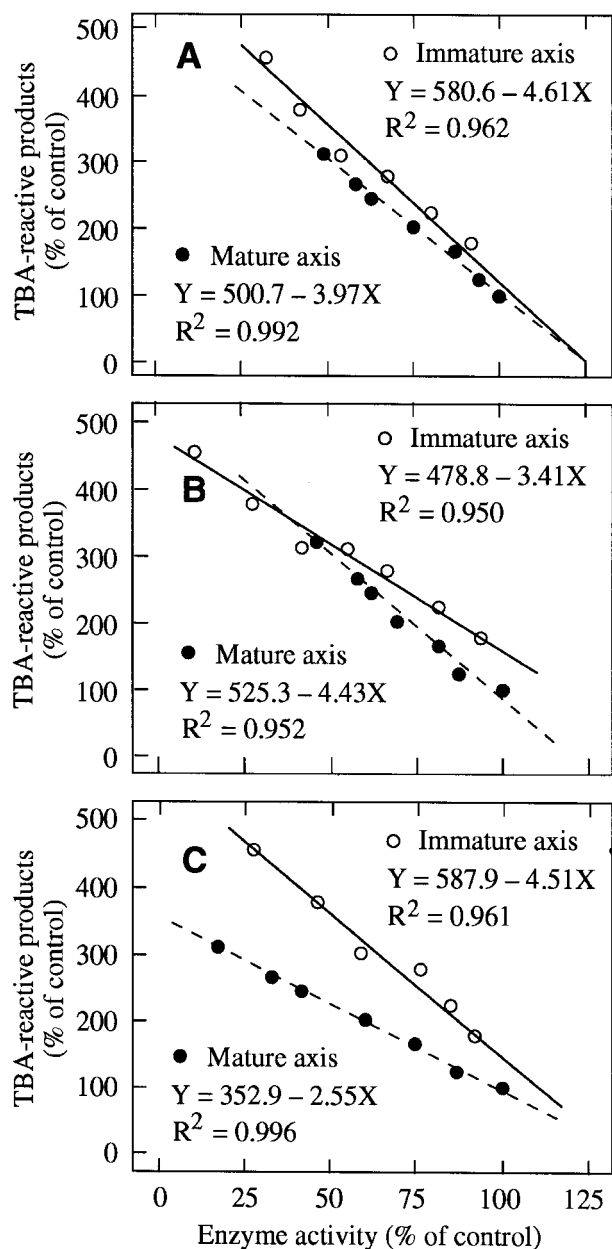 TBA-reactive products
(% of control)
500
400
300
200
100
0
A
Immature axis
Y = 580.6 – 4.61X
R² = 0.962
Mature axis
Y = 500.7 – 3.97X
R² = 0.992
TBA-reactive products
(% of control)
500
400
300
200
100
0
B
Immature axis
Y = 478.8 – 3.41X
R² = 0.950
Mature axis
Y = 525.3 – 4.43X
R² = 0.952
TBA-reactive products
(% of control)
500
400
300
200
100
0
C
Immature axis
Y = 587.9 – 4.51X
R² = 0.961
Mature axis
Y = 352.9 – 2.55X
R² = 0.996
0 25 50 75 100 125
Enzyme activity (% of control)